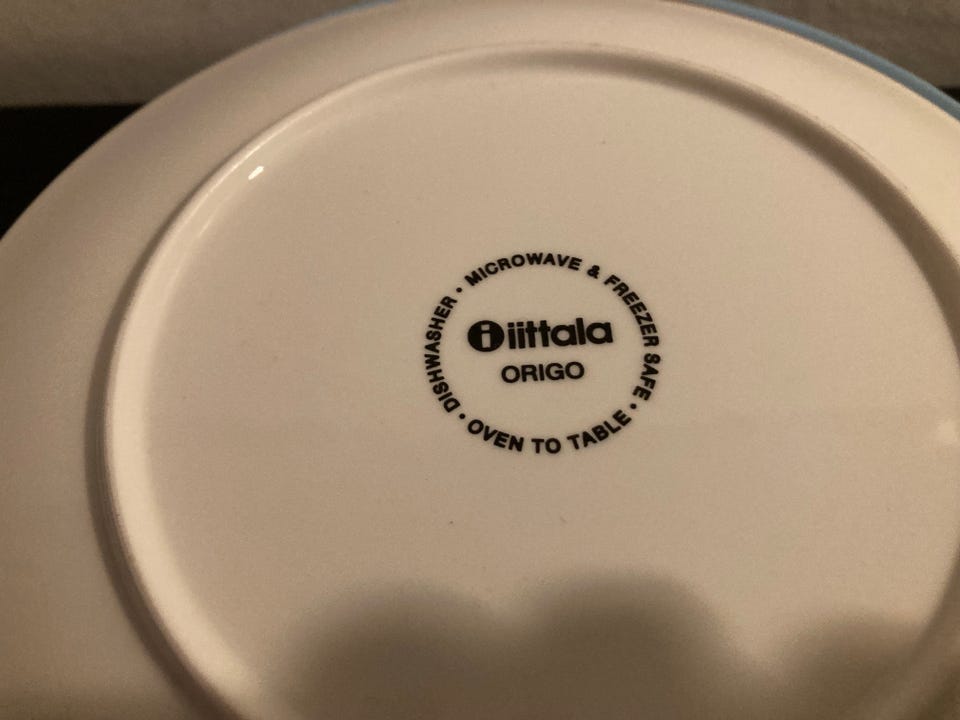 DISHWASHER • MICROWAVE & FREEZER SAFE • OVEN TO TABLE •
i iittala
ORIGO